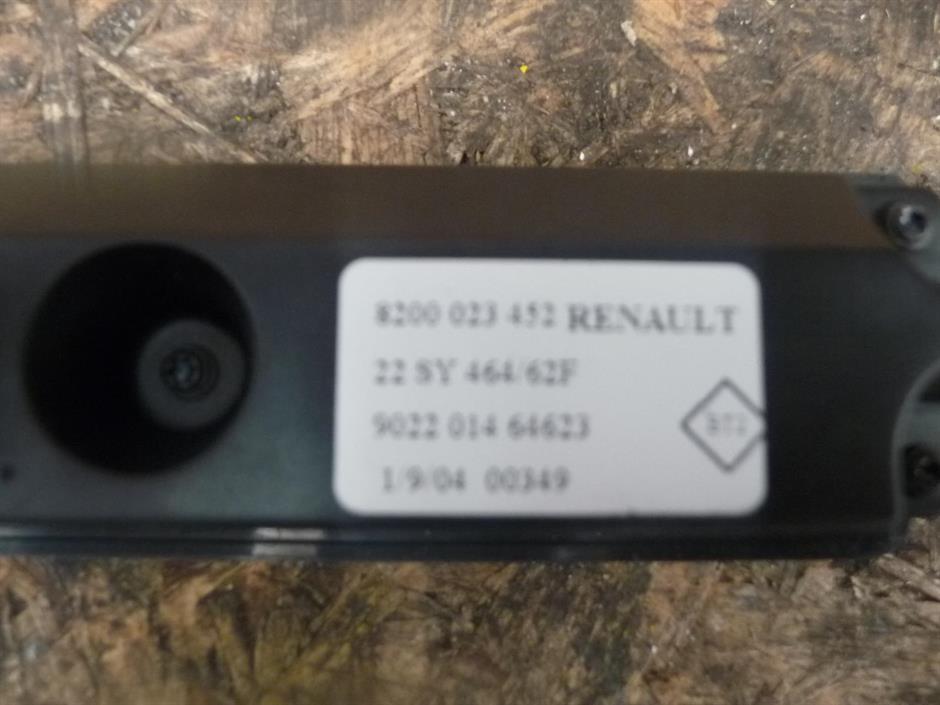 8200 023 452 RENAULT
22 SY 464/62F
9022 014 64623
1/9/04 00349